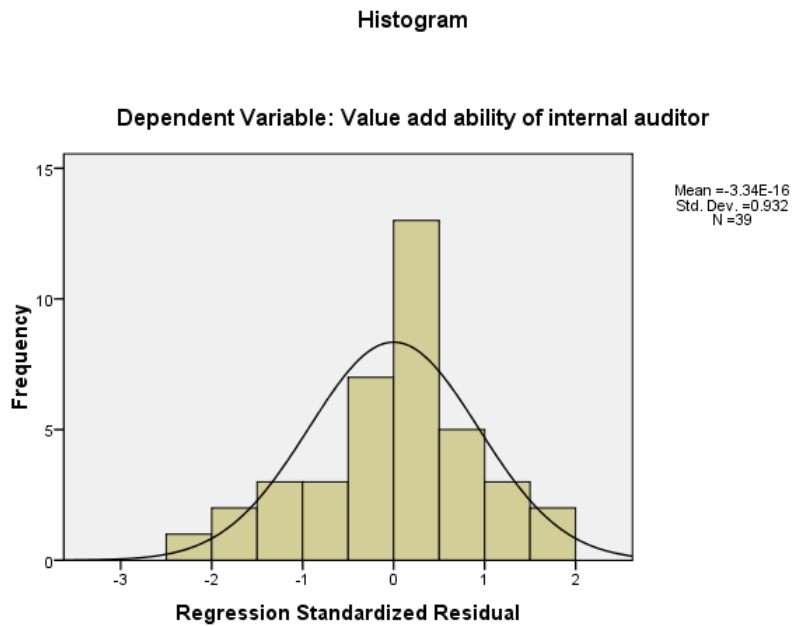 Histogram
Dependent Variable: Value add ability of internal auditor
Mean =-3.34E-16
Std. Dev. =0.932
N =39
Frequency
15
10
5
0
-3 -2 -1 0 1 2
Regression Standardized Residual